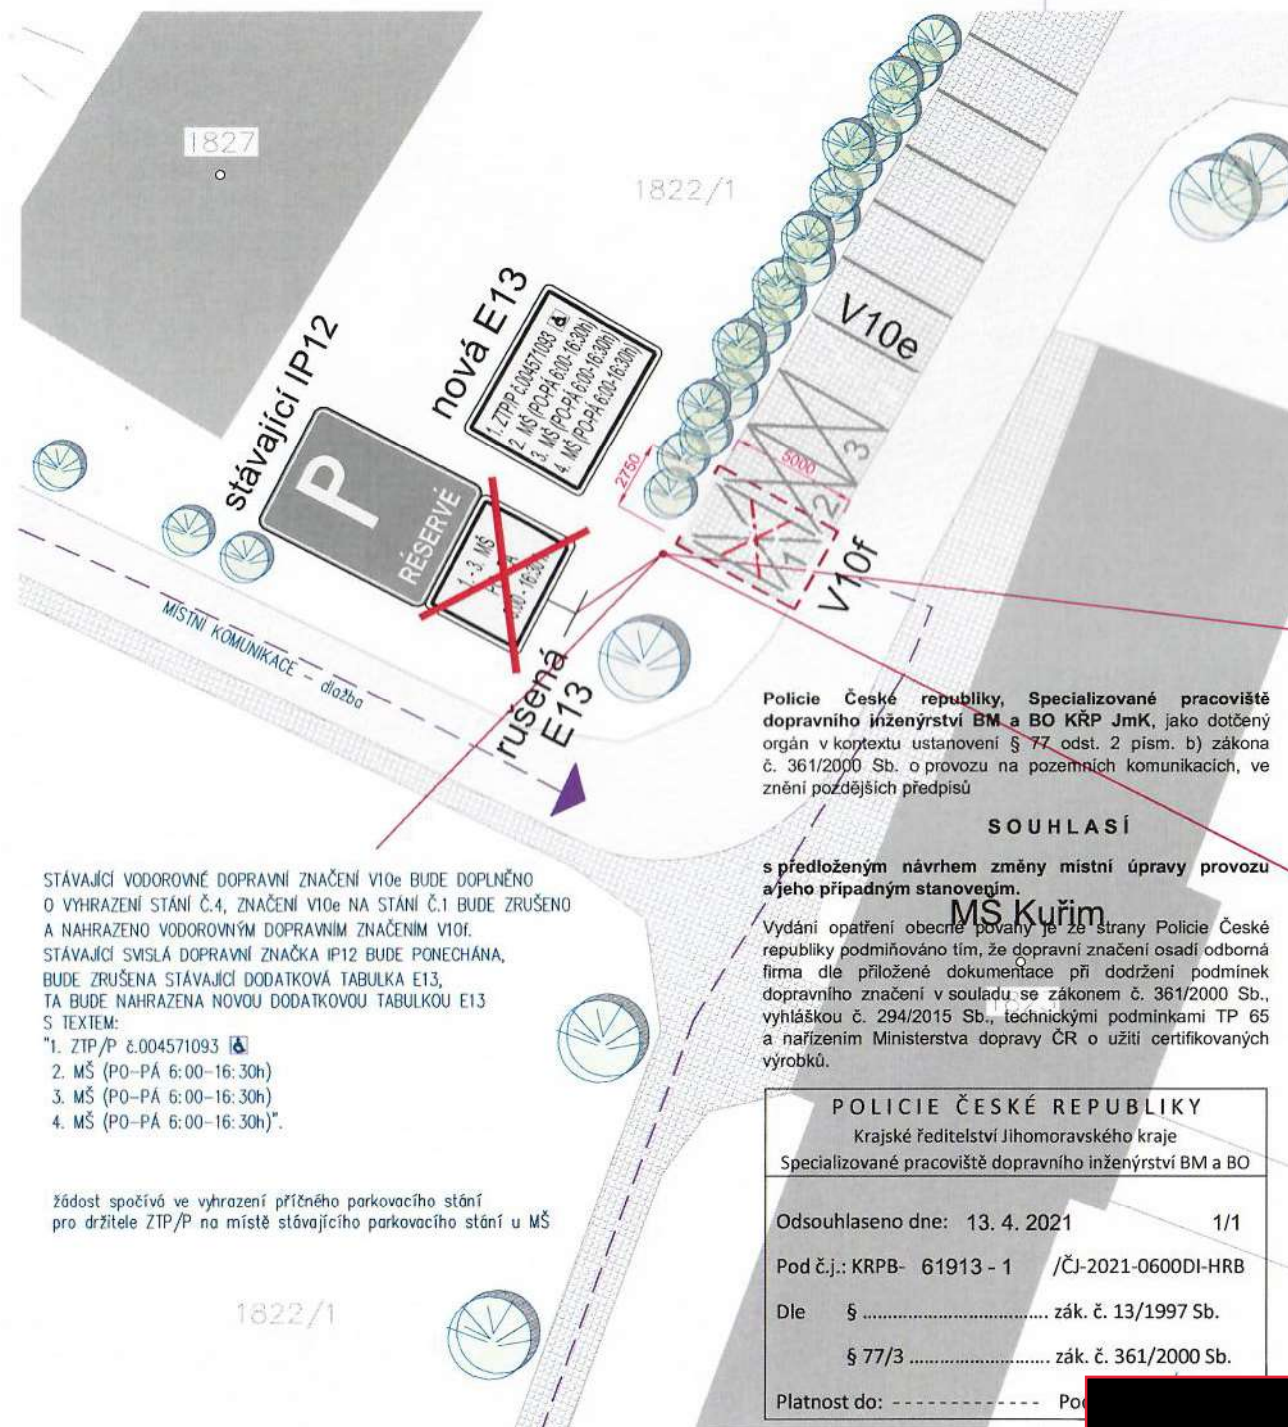 1827
1822/1
nová E13
1. ZTP/P č.004571093
2. MŠ (PO-PÁ 6:00-16:30h)
3. MŠ (PO-PÁ 6:00-16:30h)
4. MŠ (PO-PÁ 6:00-16:30h)
stávající IP12
P
RÉSERVÉ
1.-3. MŠ
rušená
E13
V10e
V10f
1
2
3
2750
5000
MÍSTNÍ KOMUNIKACE - dlažba
STÁVAJÍCÍ VODOROVNÉ DOPRAVNÍ ZNAČENÍ V10e BUDE DOPLNĚNO
O VYHRAZENÍ STÁNÍ Č.4, ZNAČENÍ V10e NA STÁNÍ Č.1 BUDE ZRUŠENO
A NAHRAZENO VODOROVNÝM DOPRAVNÍM ZNAČENÍM V10f.
STÁVAJÍCÍ SVISLÁ DOPRAVNÍ ZNAČKA IP12 BUDE PONECHÁNA,
BUDE ZRUŠENA STÁVAJÍCÍ DODATKOVÁ TABULKA E13,
TA BUDE NAHRAZENA NOVOU DODATKOVOU TABULKOU E13
S TEXTEM:
"1. ZTP/P č.004571093
2. MŠ (PO-PÁ 6:00-16:30h)
3. MŠ (PO-PÁ 6:00-16:30h)
4. MŠ (PO-PÁ 6:00-16:30h)".
žádost spočívá ve vyhrazení příčného parkovacího stání
pro držitele ZTP/P na místě stávajícího parkovacího stání u MŠ
1822/1
Policie České republiky, Specializované pracoviště
dopravního inženýrství BM a BO KŘP JmK, jako dotčený
orgán v kontextu ustanovení § 77 odst. 2 písm. b) zákona
č. 361/2000 Sb. o provozu na pozemních komunikacích, ve
znění pozdějších předpisů
SOUHLASÍ
s předloženým návrhem změny místní úpravy provozu
a jeho případným stanovením.
MŠ Kuřim
Vydání opatření obecné povahy je ze strany Policie České
republiky podmiňováno tím, že dopravní značení osadí odborná
firma dle přiložené dokumentace při dodržení podmínek
dopravního značení v souladu se zákonem č. 361/2000 Sb.,
vyhláškou č. 294/2015 Sb., technickými podmínkami TP 65
a nařízením Ministerstva dopravy ČR o užití certifikovaných
výrobků.
POLICIE ČESKÉ REPUBLIKY
Krajské ředitelství Jihomoravského kraje
Specializované pracoviště dopravního inženýrství BM a BO
Odsouhlaseno dne: 13. 4. 2021 1/1
Pod č.j.: KRPB- 61913 - 1 /ČJ-2021-0600DI-HRB
Dle § .................................. zák. č. 13/1997 Sb.
§ 77/3 ............................ zák. č. 361/2000 Sb.
Platnost do: -------------